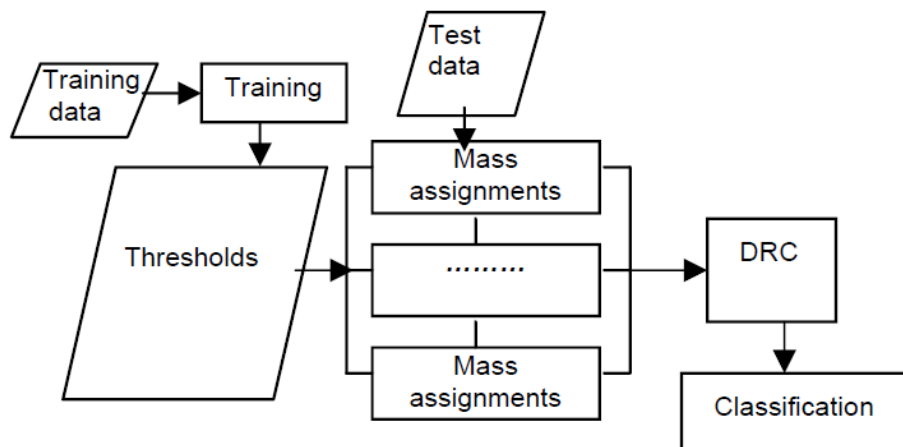 Training
data
Training
Test
data
Thresholds
Mass
assignments
………
Mass
assignments
DRC
Classification